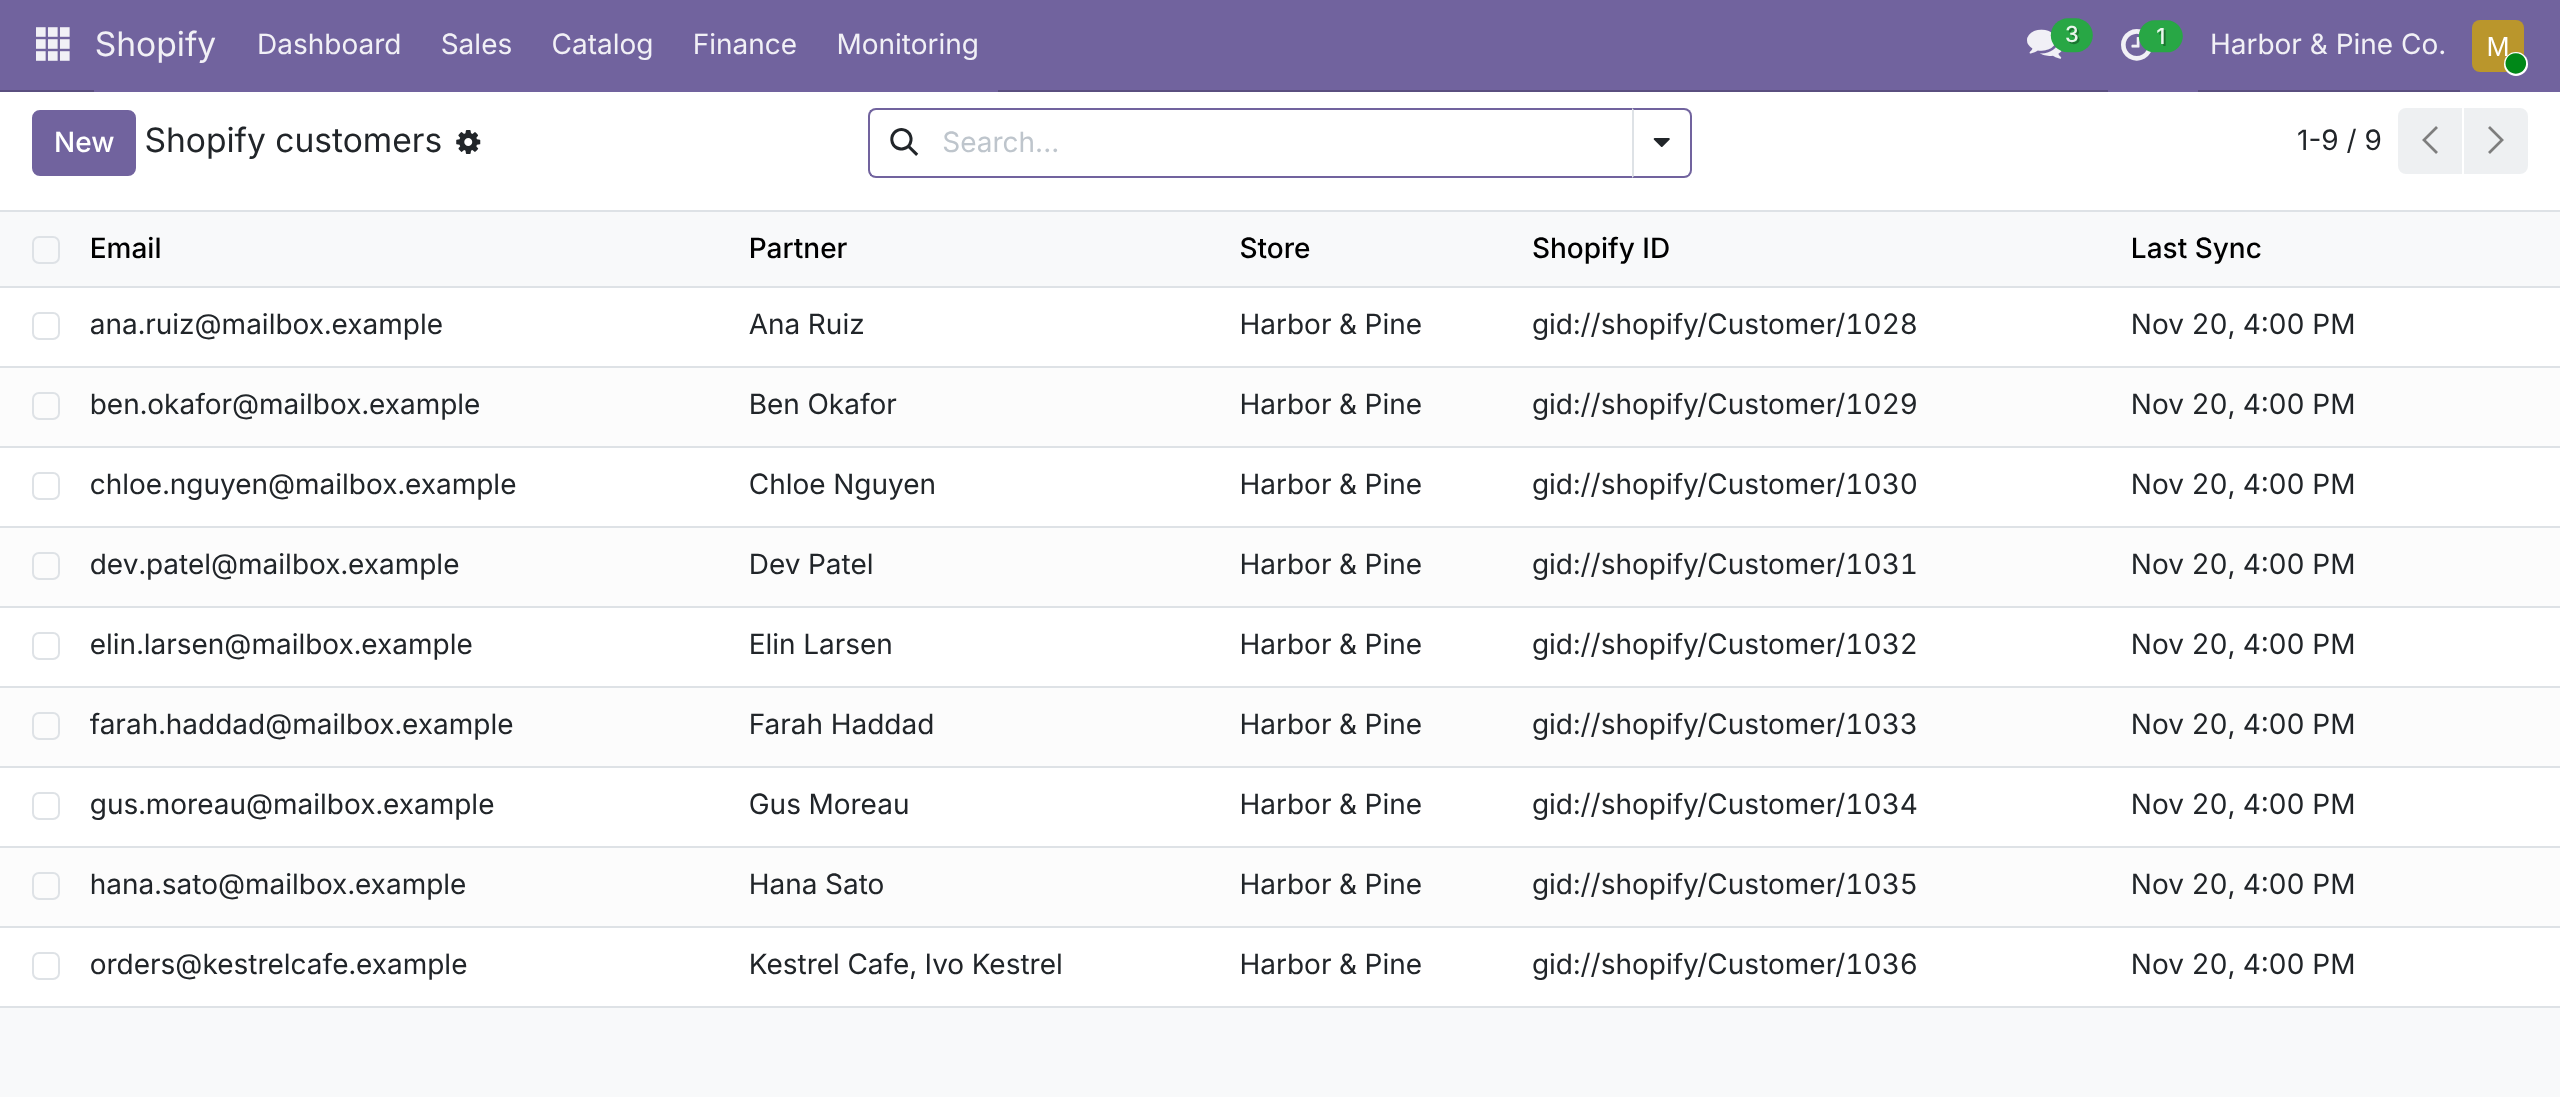 Shopify Dashboard Sales Catalog Finance Monitoring 3 1 Harbor & Pine Co. M
New Shopify customers Search... 1-9 / 9
Email Partner Store Shopify ID Last Sync
ana.ruiz@mailbox.example Ana Ruiz Harbor & Pine gid://shopify/Customer/1028 Nov 20, 4:00 PM
ben.okafor@mailbox.example Ben Okafor Harbor & Pine gid://shopify/Customer/1029 Nov 20, 4:00 PM
chloe.nguyen@mailbox.example Chloe Nguyen Harbor & Pine gid://shopify/Customer/1030 Nov 20, 4:00 PM
dev.patel@mailbox.example Dev Patel Harbor & Pine gid://shopify/Customer/1031 Nov 20, 4:00 PM
elin.larsen@mailbox.example Elin Larsen Harbor & Pine gid://shopify/Customer/1032 Nov 20, 4:00 PM
farah.haddad@mailbox.example Farah Haddad Harbor & Pine gid://shopify/Customer/1033 Nov 20, 4:00 PM
gus.moreau@mailbox.example Gus Moreau Harbor & Pine gid://shopify/Customer/1034 Nov 20, 4:00 PM
hana.sato@mailbox.example Hana Sato Harbor & Pine gid://shopify/Customer/1035 Nov 20, 4:00 PM
orders@kestrelcafe.example Kestrel Cafe, Ivo Kestrel Harbor & Pine gid://shopify/Customer/1036 Nov 20, 4:00 PM